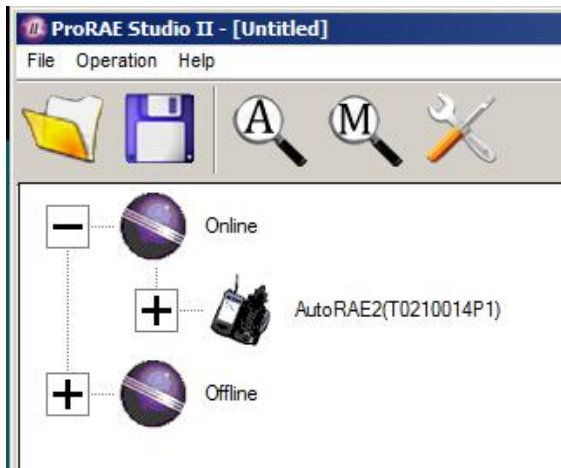 ProRAE Studio II - [Untitled]
File Operation Help
A M
Online
AutoRAE2(T0210014P1)
Offline